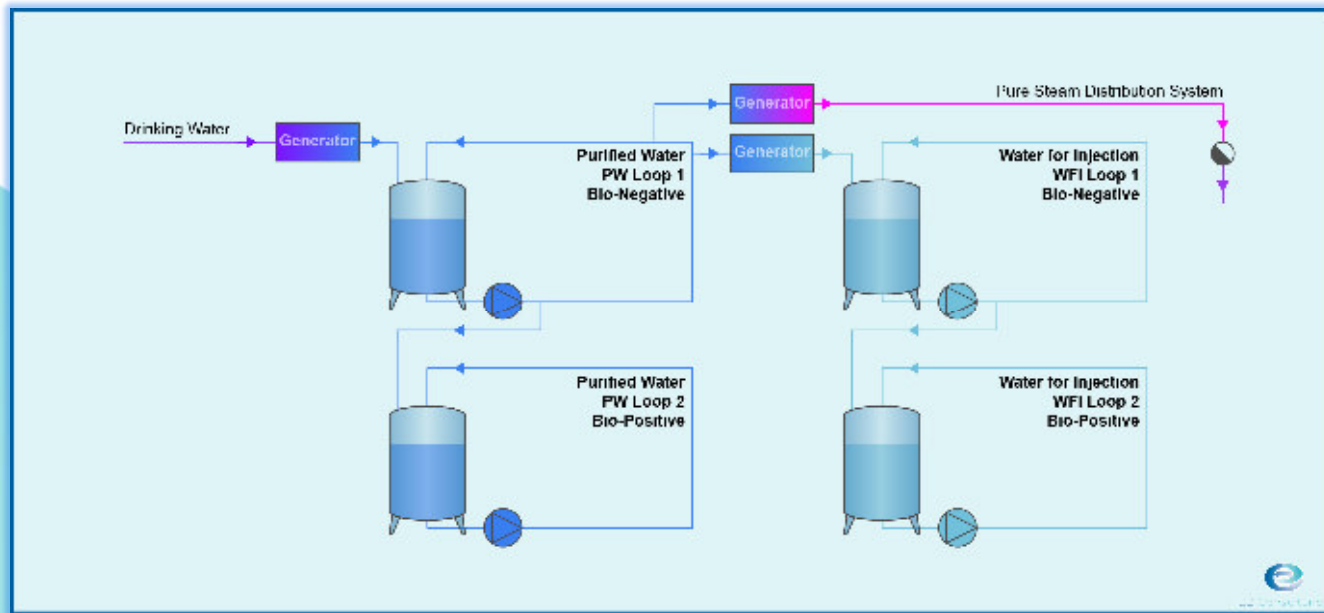 Pure Steam Distribution System
Generator
Drinking Water
Generator
Generator
Purified Water
PW Loop 1
Bio-Negative
Water for Injection
WFI Loop 1
Bio-Negative
Purified Water
PW Loop 2
Bio-Positive
Water for Injection
WFI Loop 2
Bio-Positive